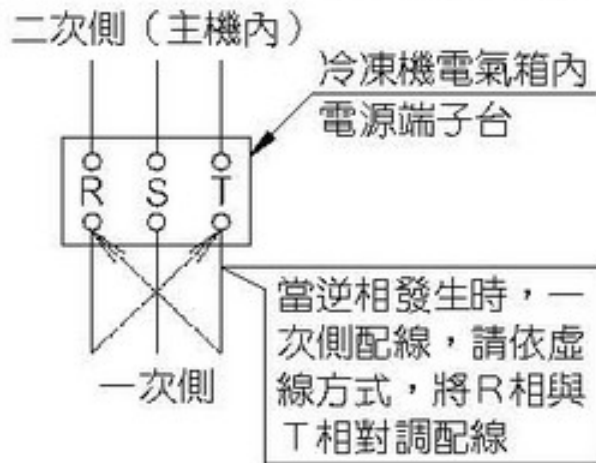 二次側（主機內）
冷凍機電氣箱內
電源端子台
R S T
當逆相發生時，一
次側配線，請依虛
線方式，將R相與
T相對調配線
一次側